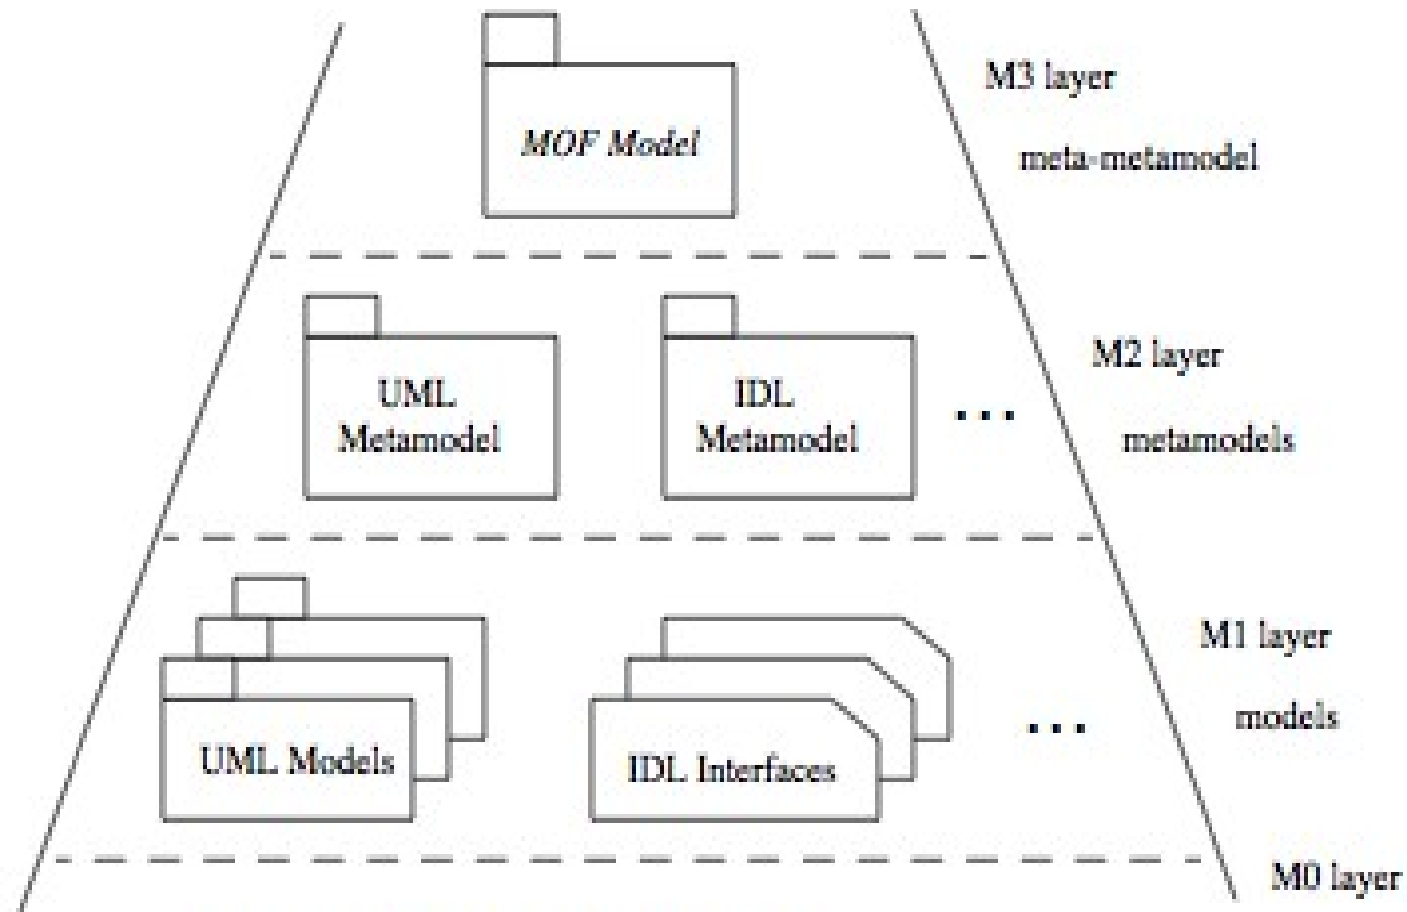 M3 layer
MOF Model
meta-metamodel
M2 layer
UML
Metamodel
IDL
Metamodel
...
metamodels
M1 layer
models
UML Models
IDL Interfaces
...
M0 layer